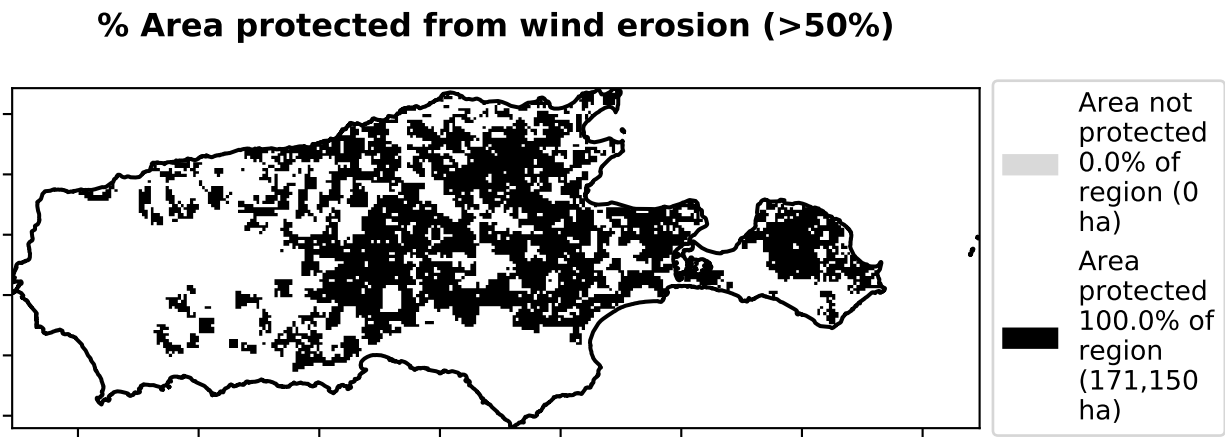 % Area protected from wind erosion (>50%)
Area not
protected
0.0% of
region (0
ha)
Area
protected
100.0% of
region
(171,150
ha)